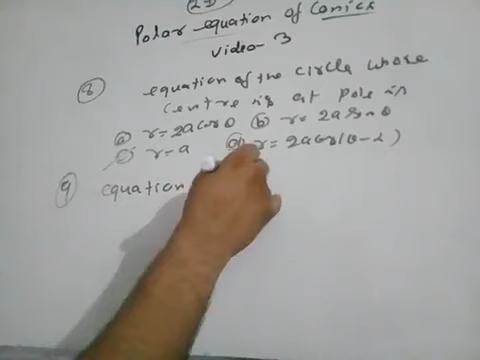 (21)
Polar equation of Conics
Video-3
(8) equation of the circle whose
centre is at pole is
(a) r=2a cos θ (b) r= 2a sin θ
(c) r=a (d) r= 2a cos(θ-α)
(9) equation